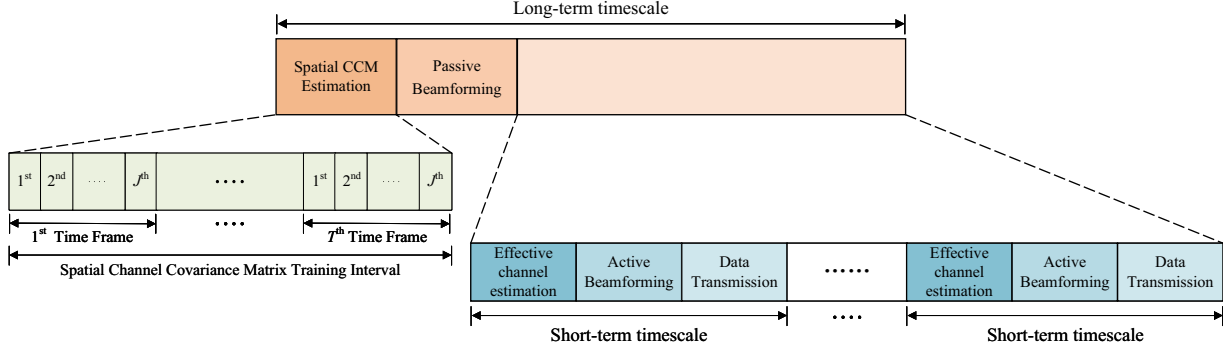 Long-term timescale
Spatial CCM
Estimation
Passive
Beamforming
1st 2nd .... Jth .... 1st 2nd .... Jth
1st Time Frame .... Tth Time Frame
Spatial Channel Covariance Matrix Training Interval
Effective
channel
estimation
Active
Beamforming
Data
Transmission
......
Effective
channel
estimation
Active
Beamforming
Data
Transmission
Short-term timescale .... Short-term timescale